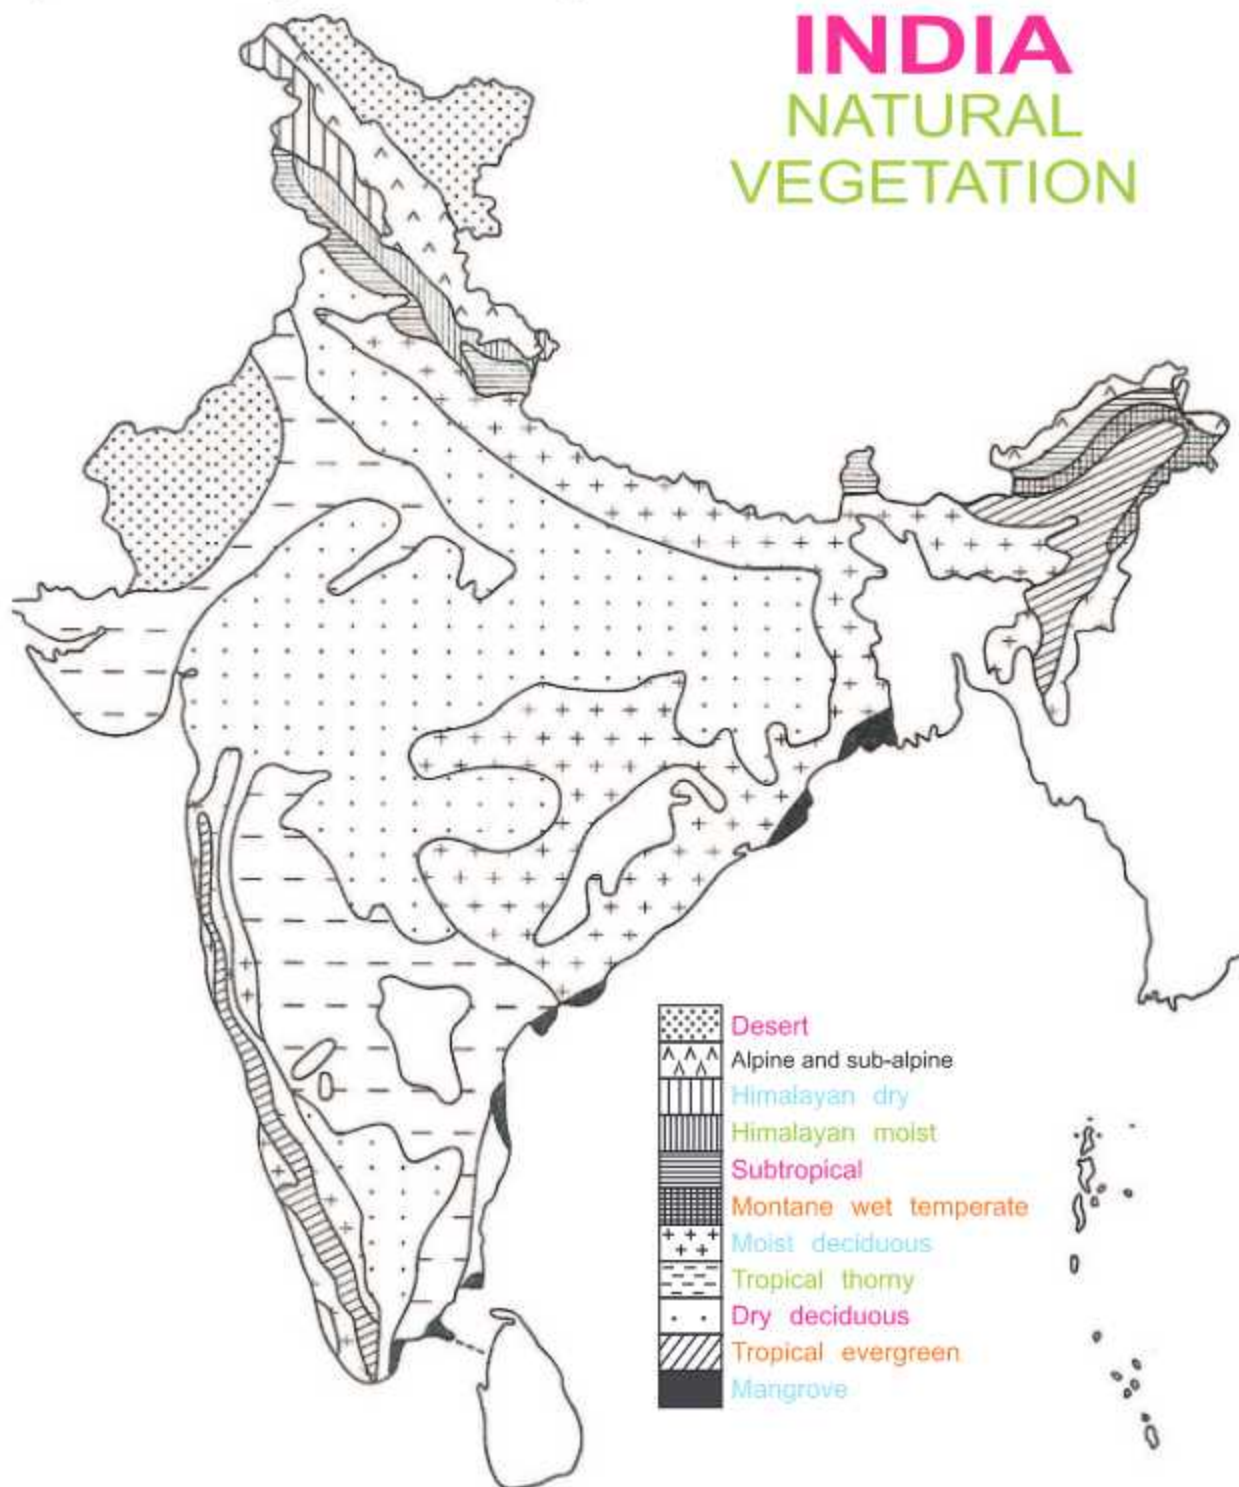 INDIA
NATURAL
VEGETATION
Desert
Alpine and sub-alpine
Himalayan dry
Himalayan moist
Subtropical
Montane wet temperate
Moist deciduous
Tropical thorny
Dry deciduous
Tropical evergreen
Mangrove